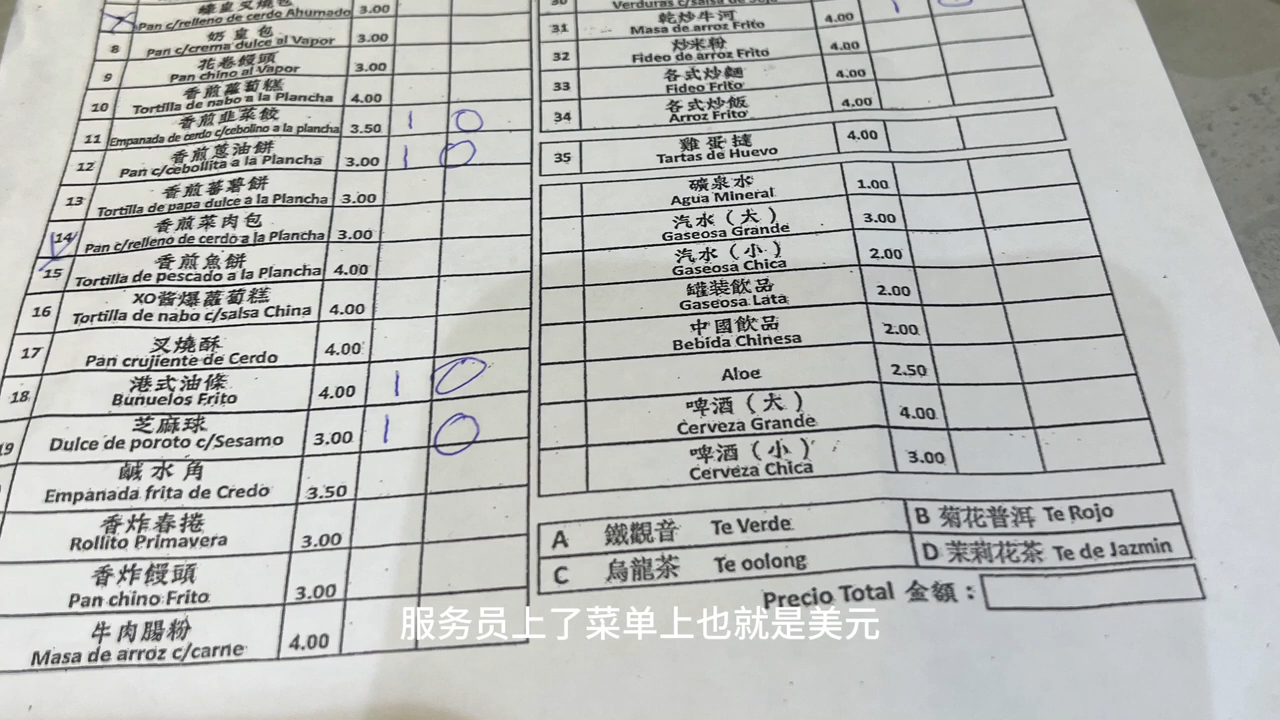 蠔皇叉燒包
Pan c/relleno de cerdo Ahumado 3.00
8 奶皇包
Pan c/crema dulce al Vapor 3.00
9 花卷饅頭
Pan chino al Vapor 3.00
10 香煎蘿蔔糕
Tortilla de nabo a la Plancha 4.00
11 香煎韭菜餃
Empanada de cerdo c/cebolino a la plancha 3.50 1 0
12 香煎蔥油餅
Pan c/cebollita a la Plancha 3.00 1 0
13 香煎蕃薯餅
Tortilla de papa dulce a la Plancha 3.00
14 香煎菜肉包
Pan c/relleno de cerdo a la Plancha 3.00
15 香煎魚餅
Tortilla de pescado a la Plancha 4.00
16 XO醬爆蘿蔔糕
Tortilla de nabo c/salsa China 4.00
17 叉燒酥
Pan crujiente de Cerdo 4.00
18 港式油條
Buñuelos Frito 4.00 1 0
19 芝麻球
Dulce de poroto c/Sesamo 3.00 1 0
鹹水角
Empanada frita de Credo 3.50
香炸春捲
Rollito Primavera 3.00
香炸饅頭
Pan chino Frito 3.00
牛肉腸粉
Masa de arroz c/carne 4.00
30
31 乾炒牛河
Masa de arroz Frito 4.00
32 炒米粉
Fideo de arroz Frito 4.00
33 各式炒麵
Fideo Frito 4.00
34 各式炒飯
Arroz Frito 4.00
35 雞蛋撻
Tartas de Huevo 4.00
礦泉水
Agua Mineral 1.00
汽水（大）
Gaseosa Grande 3.00
汽水（小）
Gaseosa Chica 2.00
罐裝飲品
Gaseosa Lata 2.00
中國飲品
Bebida Chinesa 2.00
Aloe 2.50
啤酒（大）
Cerveza Grande 4.00
啤酒（小）
Cerveza Chica 3.00
A 鐵觀音 Te Verde B 菊花普洱 Te Rojo
C 烏龍茶 Te oolong D 茉莉花茶 Te de Jazmin
Precio Total 金額：
服务员上了菜单上也就是美元